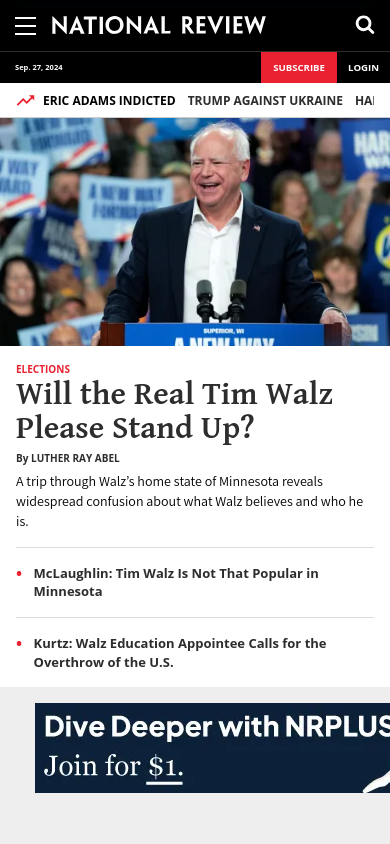 NATIONAL REVIEW
Sep. 27, 2024
SUBSCRIBE
LOGIN
ERIC ADAMS INDICTED
TRUMP AGAINST UKRAINE
HA
A NEW WAY
FORWARD
SUPERIOR, WI
A NEW WAY
ELECTIONS
Will the Real Tim Walz
Please Stand Up?
By LUTHER RAY ABEL
A trip through Walz’s home state of Minnesota reveals
widespread confusion about what Walz believes and who he
is.
• McLaughlin: Tim Walz Is Not That Popular in
Minnesota
• Kurtz: Walz Education Appointee Calls for the
Overthrow of the U.S.
Dive Deeper with NRPLUS
Join for $1.